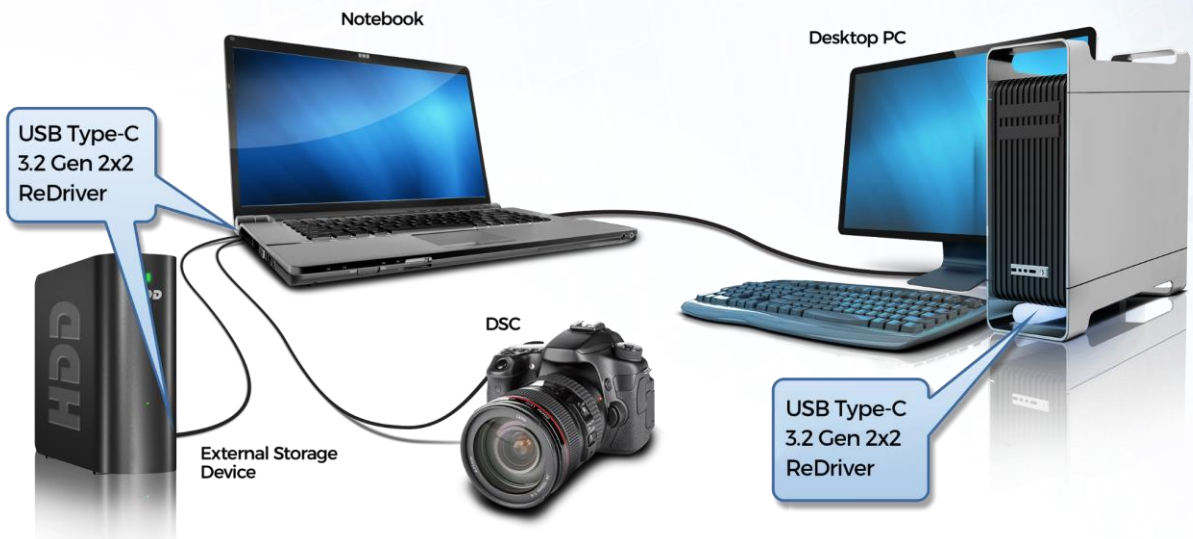 Notebook
Desktop PC
USB Type-C
3.2 Gen 2x2
ReDriver
HDD
DSC
External Storage
Device
USB Type-C
3.2 Gen 2x2
ReDriver